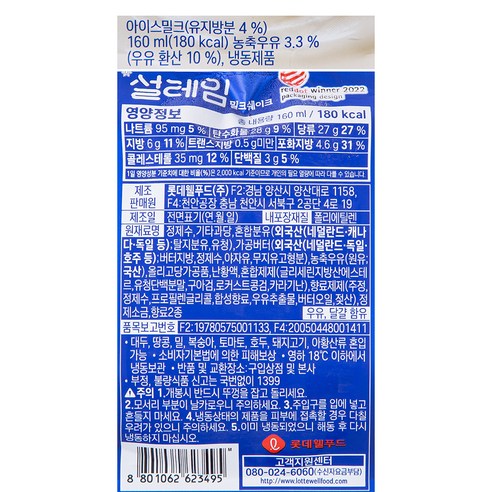 아이스밀크(유지방분 4 %)
160 ml(180 kcal) 농축우유 3.3 %
(우유 환산 10 %), 냉동제품
reddot winner 2022
packaging design
설레임
밀크쉐이크
영양정보
총 내용량 160 ml / 180 kcal
나트륨 95 mg 5 % 탄수화물 28 g 9 % 당류 27 g 27 %
지방 6 g 11 % 트랜스지방 0.5 g 미만 포화지방 4.6 g 31 %
콜레스테롤 35 mg 12 % 단백질 3 g 5 %
1일 영양성분 기준치에 대한 비율(%)은 2,000 kcal 기준이므로 개인의 필요 열량에 따라 다를 수 있습니다.
제조 판매원 롯데웰푸드(주) F2:경남 양산시 양산대로 1158,
F4:천안공장 충남 천안시 서북구 2공단 4로 19
제조일 전면표기(연.월.일) 내포장재질 폴리에틸렌
원재료명 정제수, 기타과당, 혼합분유(외국산(네덜란드·캐나
다·독일 등);탈지분유, 유청), 가공버터(외국산(네덜란드·독일·
호주 등);버터지방, 정제수, 야자유, 무지유고형분), 농축우유(원유:
국산), 올리고당가공품, 난황액, 혼합제제(글리세린지방산에스테
르, 유청단백분말, 구아검, 로커스트콩검, 카라기난), 향료제제(주정,
정제수, 프로필렌글리콜, 합성향료, 우유추출물, 버터오일, 젖산), 정
제소금, 향료2종
우유, 달걀 함유
품목보고번호 F2:19780575001133, F4:20050448001411
• 대두, 땅콩, 밀, 복숭아, 토마토, 호두, 돼지고기, 아황산류 혼입
가능 • 소비자기본법에 의한 피해보상 • 영하 18℃ 이하에서
냉동보관 • 반품 및 교환장소:구입상점 및 본사
• 부정, 불량식품 신고는 국번없이 1399
주의 1.개봉시 반드시 뚜껑을 잡고 돌리세요.
2.모서리 부분이 날카로우니 주의하세요. 3.주입구를 입에 넣고
흔들지 마세요. 4.냉동상태의 제품을 피부에 접촉할 경우 다칠
우려가 있으니 주의하세요. 5.이미 냉동되었으니 해동 후 다시
냉동하지 마십시오.
롯데웰푸드
고객지원센터
080-024-6060 (수신자요금부담)
www.lottewellfood.com
8 801062 623495